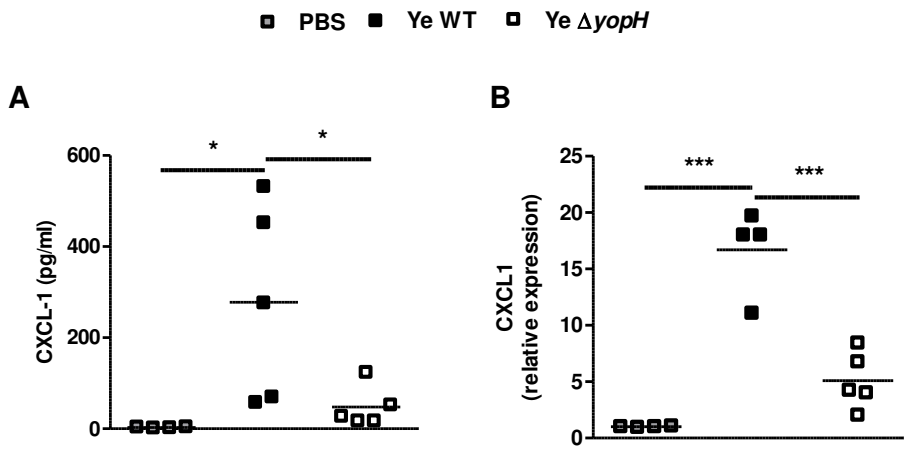 PBS Ye WT Ye ΔyopH
A
B
* *
600
400
200
0
CXCL-1 (pg/ml)
*** ***
25
20
15
10
5
0
CXCL1
(relative expression)